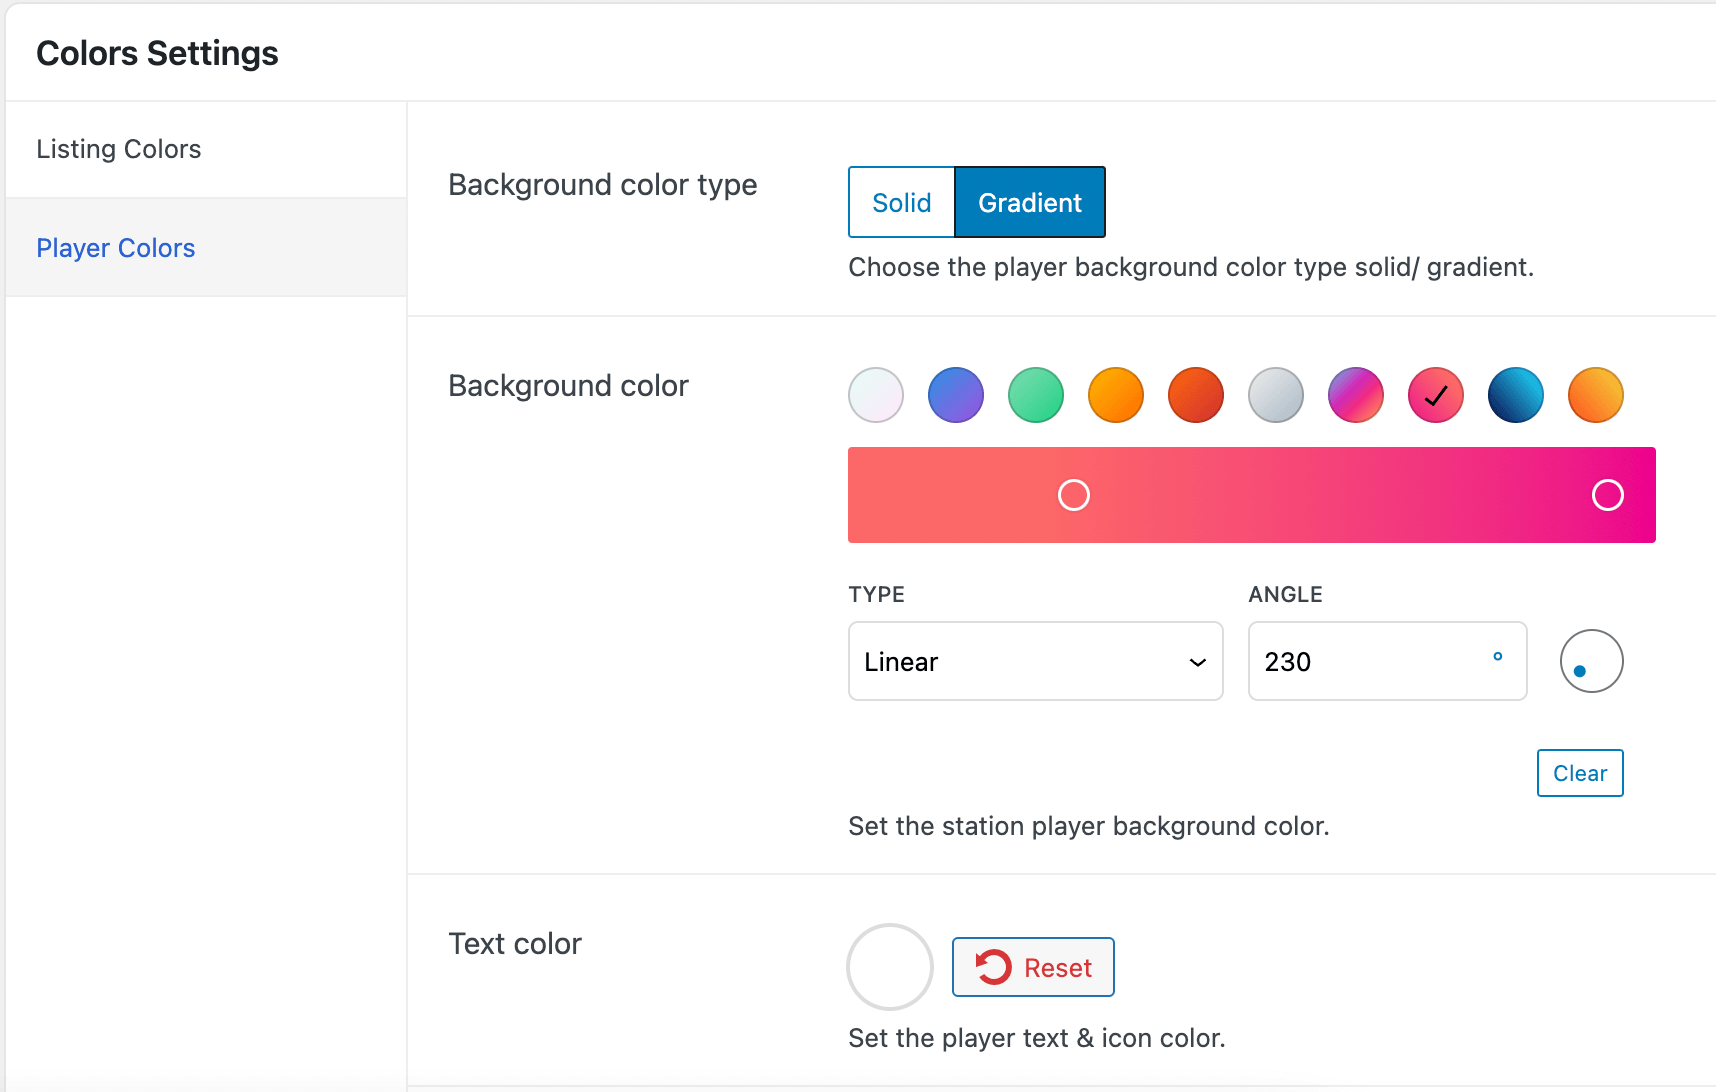 Colors Settings
Listing Colors
Player Colors
Background color type
Solid
Gradient
Choose the player background color type solid/ gradient.
Background color
TYPE
ANGLE
Linear
230 °
Clear
Set the station player background color.
Text color
Reset
Set the player text & icon color.